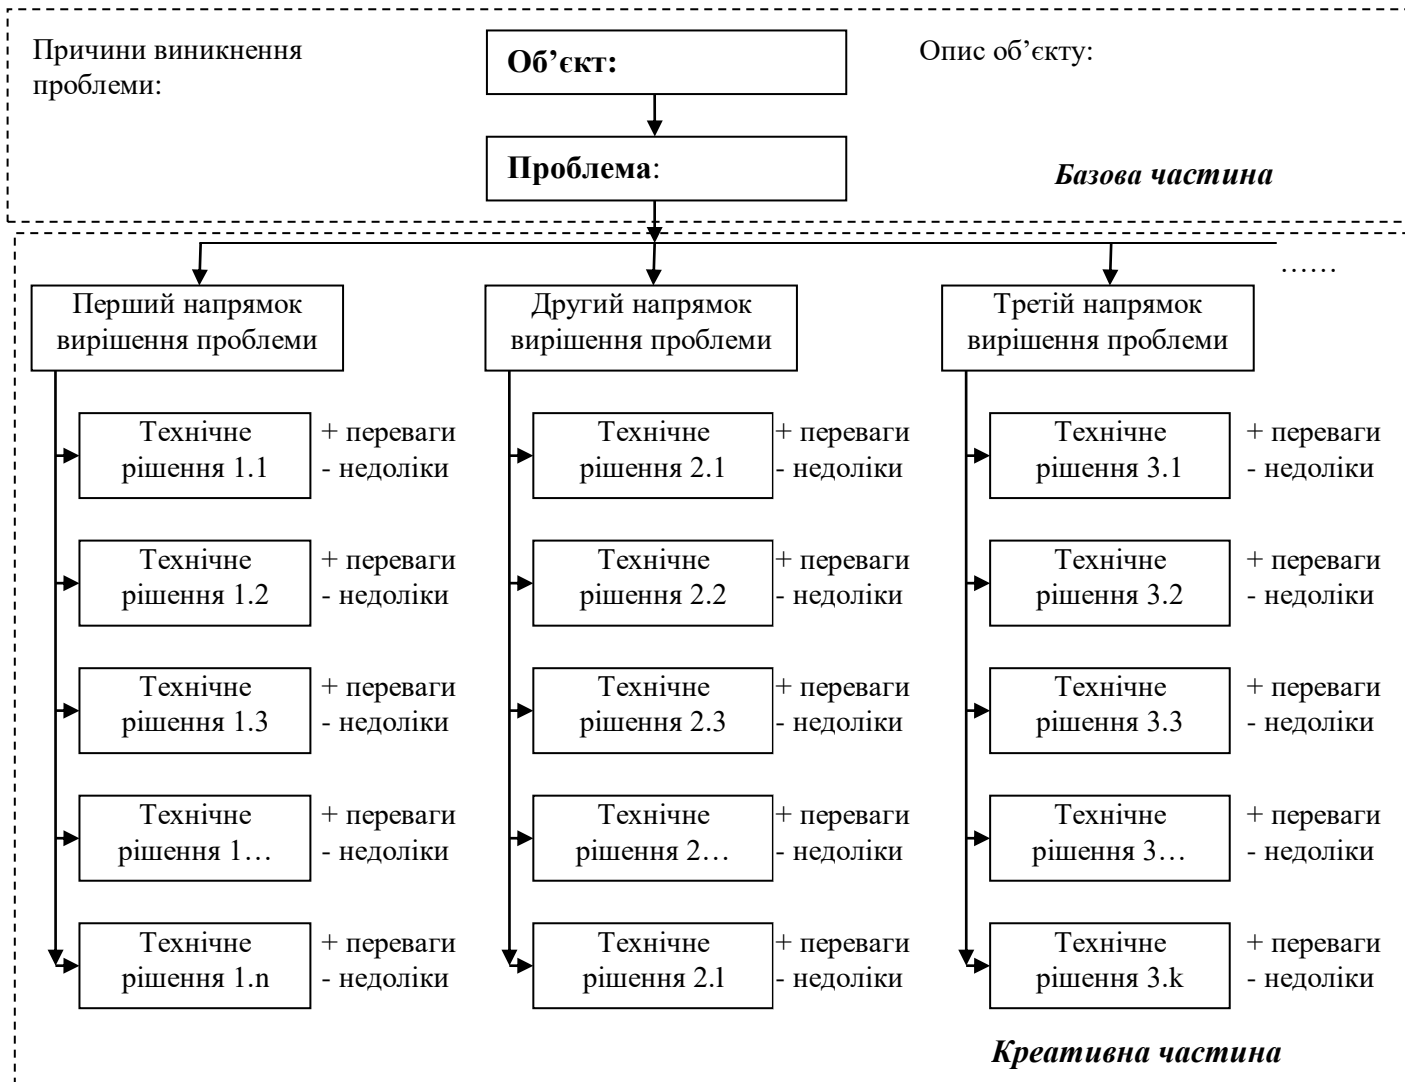 Причини виникнення
проблеми:
Об’єкт:
Опис об’єкту:
Проблема:
Базова частина
……
Перший напрямок
вирішення проблеми
Другий напрямок
вирішення проблеми
Третій напрямок
вирішення проблеми
Технічне
рішення 1.1
+ переваги
- недоліки
Технічне
рішення 2.1
+ переваги
- недоліки
Технічне
рішення 3.1
+ переваги
- недоліки
Технічне
рішення 1.2
+ переваги
- недоліки
Технічне
рішення 2.2
+ переваги
- недоліки
Технічне
рішення 3.2
+ переваги
- недоліки
Технічне
рішення 1.3
+ переваги
- недоліки
Технічне
рішення 2.3
+ переваги
- недоліки
Технічне
рішення 3.3
+ переваги
- недоліки
Технічне
рішення 1…
+ переваги
- недоліки
Технічне
рішення 2…
+ переваги
- недоліки
Технічне
рішення 3…
+ переваги
- недоліки
Технічне
рішення 1.n
+ переваги
- недоліки
Технічне
рішення 2.l
+ переваги
- недоліки
Технічне
рішення 3.k
+ переваги
- недоліки
Креативна частина